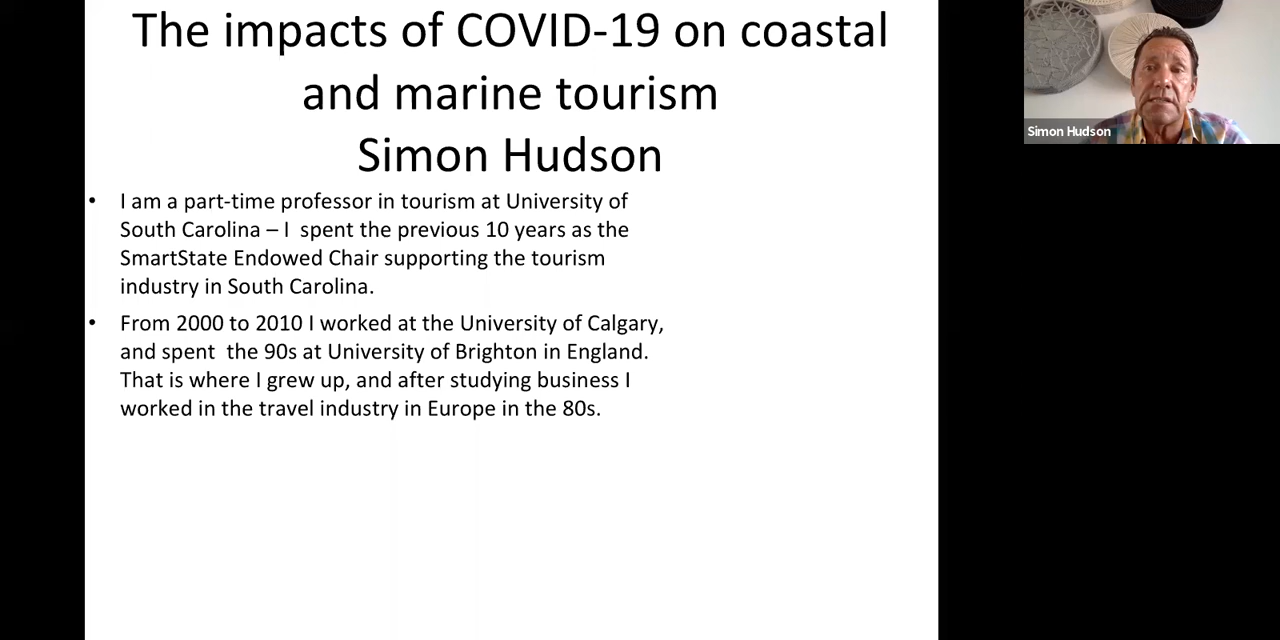 The impacts of COVID-19 on coastal
and marine tourism
Simon Hudson
• I am a part-time professor in tourism at University of
South Carolina – I  spent the previous 10 years as the
SmartState Endowed Chair supporting the tourism
industry in South Carolina.
• From 2000 to 2010 I worked at the University of Calgary,
and spent  the 90s at University of Brighton in England.
That is where I grew up, and after studying business I
worked in the travel industry in Europe in the 80s.
Simon Hudson